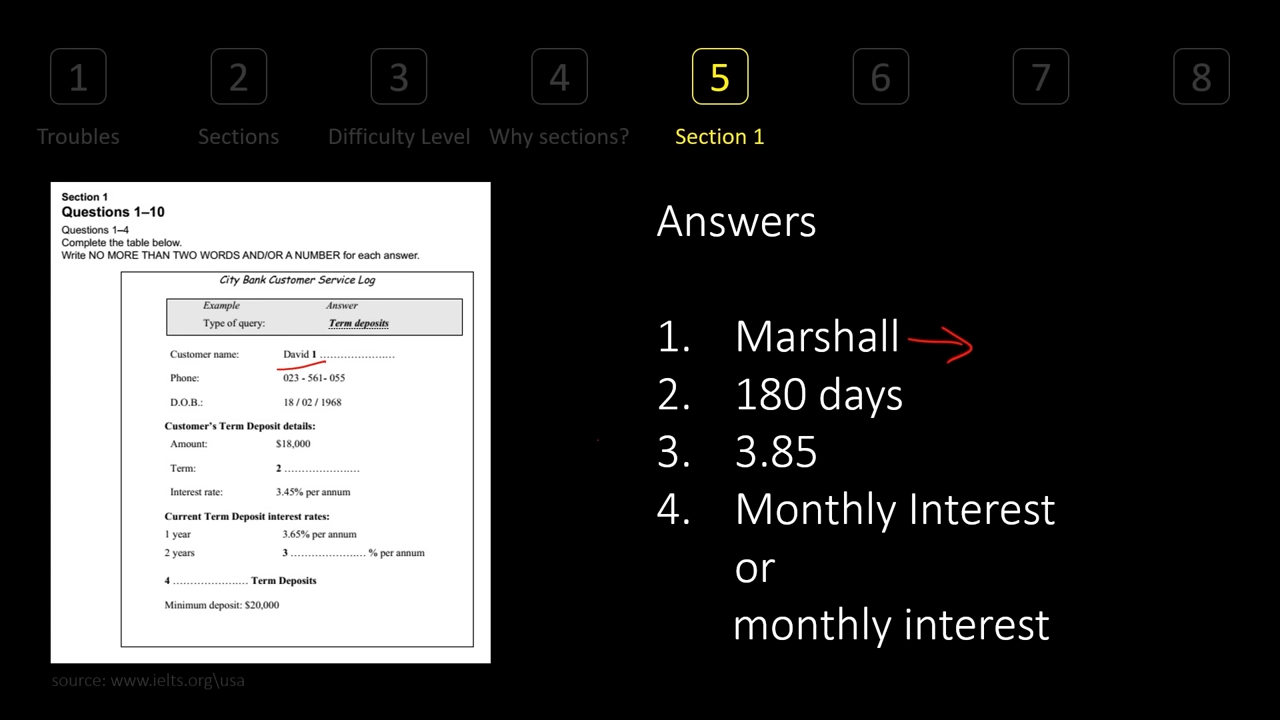 1 2 3 4 5 6 7 8
Troubles Sections Difficulty Level Why sections? Section 1
Section 1
Questions 1–10
Questions 1–4
Complete the table below.
Write NO MORE THAN TWO WORDS AND/OR A NUMBER for each answer.
City Bank Customer Service Log
Example Answer
Type of query: Term deposits
Customer name: David 1 ......................
Phone: 023 - 561- 055
D.O.B.: 18 / 02 / 1968
Customer's Term Deposit details:
Amount: $18,000
Term: 2 ......................
Interest rate: 3.45% per annum
Current Term Deposit interest rates:
1 year 3.65% per annum
2 years 3 ...................... % per annum
4 ...................... Term Deposits
Minimum deposit: $20,000
source: www.ielts.org\usa
Answers
1. Marshall
2. 180 days
3. 3.85
4. Monthly Interest
or
monthly interest